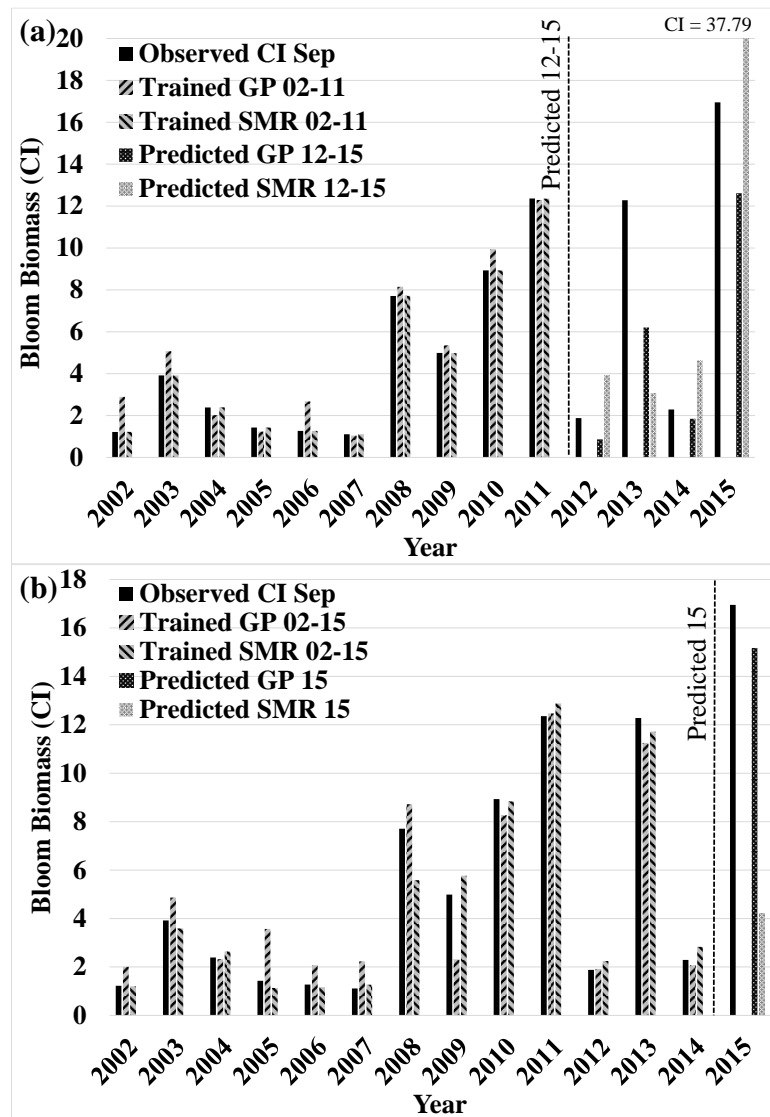 (a)
CI = 37.79
20
18
16
14
12
10
8
6
4
2
0
Bloom Biomass (CI)
Observed CI Sep
Trained GP 02-11
Trained SMR 02-11
Predicted GP 12-15
Predicted SMR 12-15
Predicted 12-15
2002
2003
2004
2005
2006
2007
2008
2009
2010
2011
2012
2013
2014
2015
Year
(b)
18
16
14
12
10
8
6
4
2
0
Bloom Biomass (CI)
Observed CI Sep
Trained GP 02-15
Trained SMR 02-15
Predicted GP 15
Predicted SMR 15
Predicted 15
2002
2003
2004
2005
2006
2007
2008
2009
2010
2011
2012
2013
2014
2015
Year